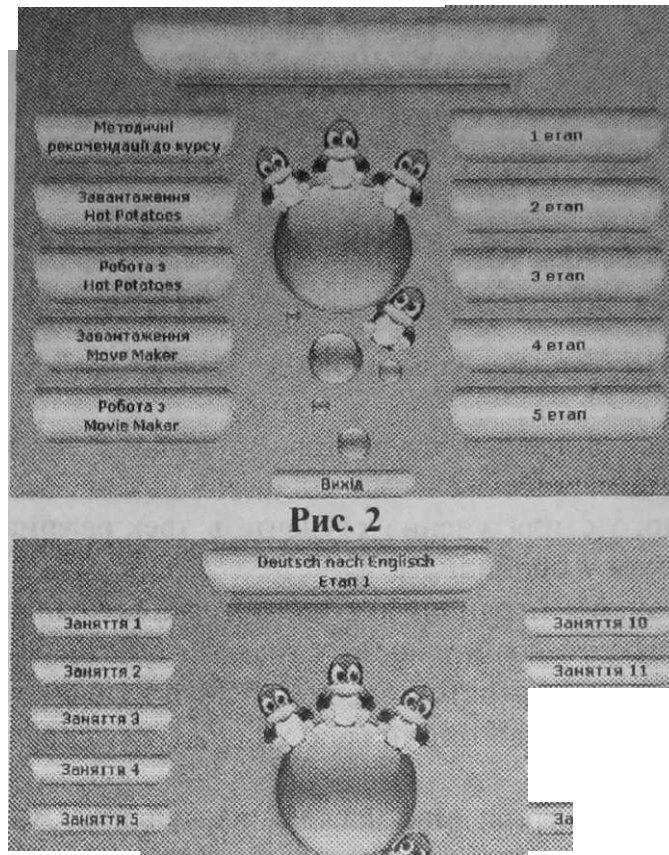 Методичні
рекомендації до курсу
Завантаження
Hot Potatoes
Робота з
Hot Potatoes
Завантаження
Move Maker
Робота з
Movie Maker
1 етап
2 етап
3 етап
4 етап
5 етап
Вихід
Рис. 2
Deutsch nach Englisch
Етап 1
Заняття 1
Заняття 2
Заняття 3
Заняття 4
Заняття 5
Заняття 10
Заняття 11
За